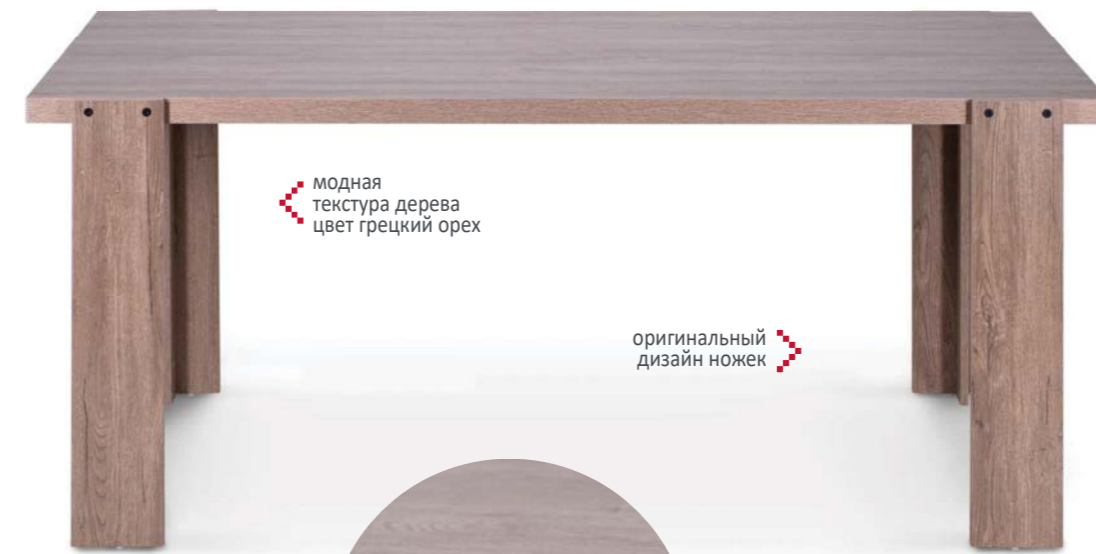 модная
текстура дерева
цвет грецкий орех
оригинальный
дизайн ножек